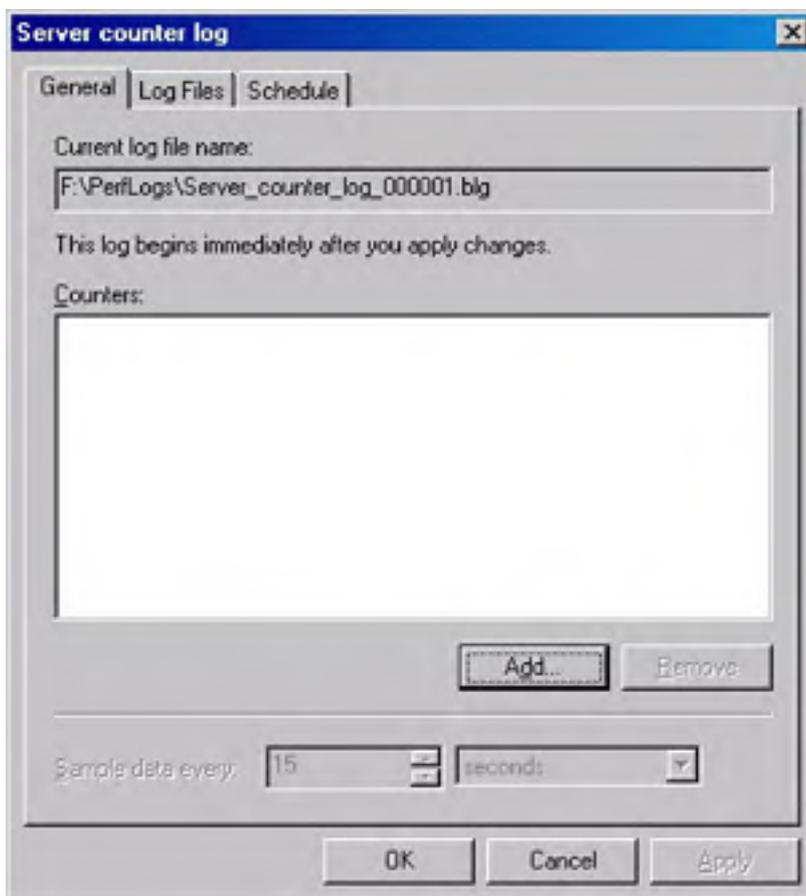 Server counter log
General Log Files Schedule
Current log file name:
F:\PerfLogs\Server_counter_log_000001.blg
This log begins immediately after you apply changes.
Counters:
Add... Remove
Sample data every: 15 seconds
OK Cancel Apply